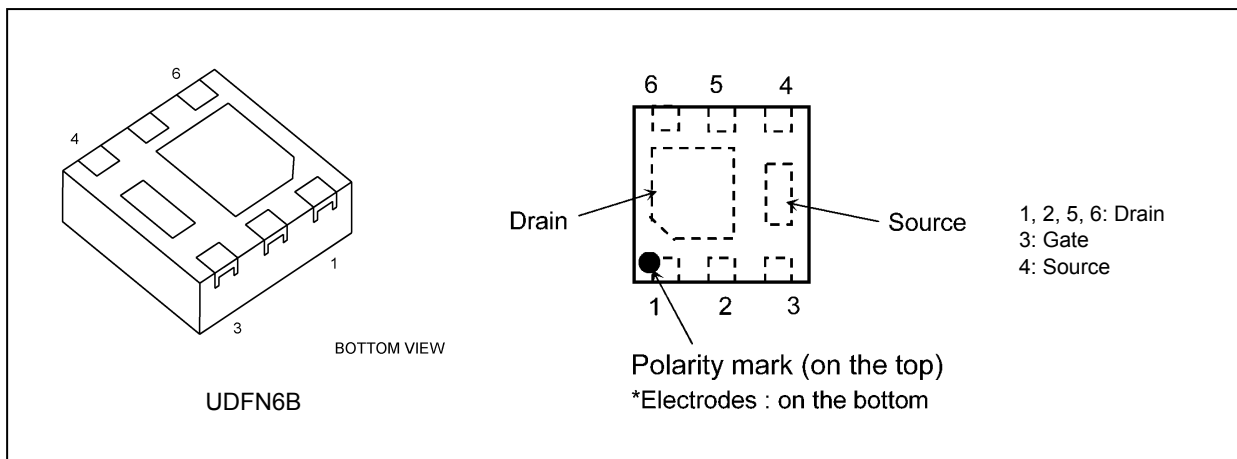 6
4
1
3
BOTTOM VIEW
UDFN6B
6 5 4
Drain
Source
1 2 3
Polarity mark (on the top)
*Electrodes : on the bottom
1, 2, 5, 6: Drain
3: Gate
4: Source